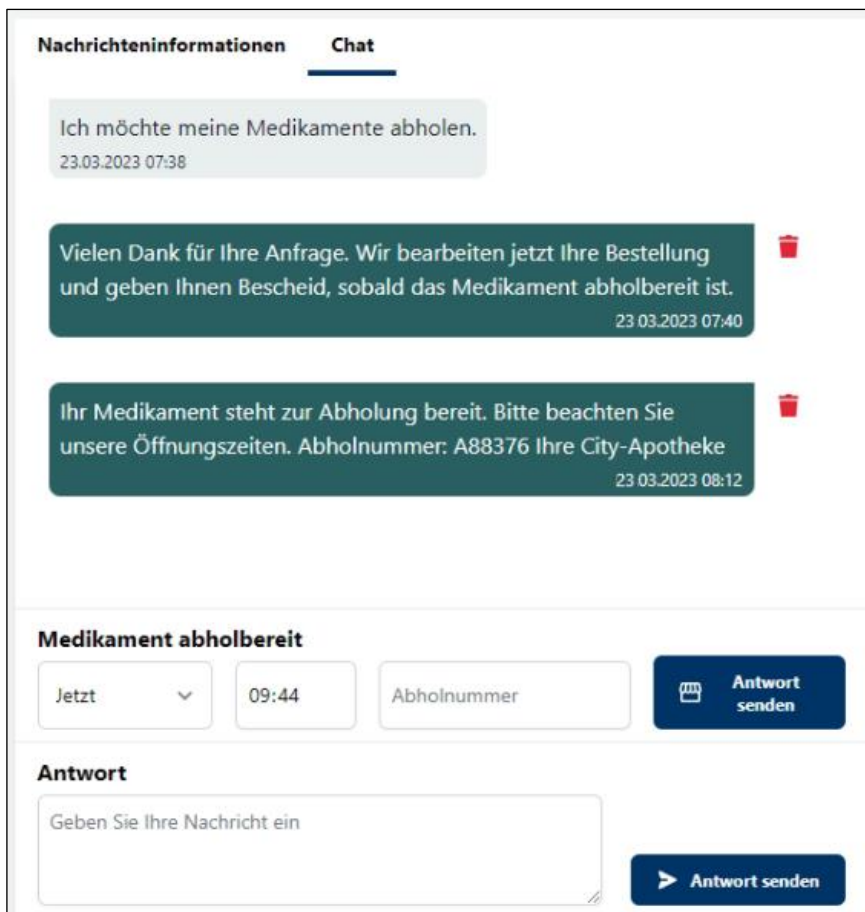 Nachrichteninformationen Chat
Ich möchte meine Medikamente abholen.
23.03.2023 07:38
Vielen Dank für Ihre Anfrage. Wir bearbeiten jetzt Ihre Bestellung
und geben Ihnen Bescheid, sobald das Medikament abholbereit ist.
23 03.2023 07:40
Ihr Medikament steht zur Abholung bereit. Bitte beachten Sie
unsere Öffnungszeiten. Abholnummer: A88376 Ihre City-Apotheke
23 03.2023 08:12
Medikament abholbereit
Jetzt 09:44 Abholnummer Antwort
senden
Antwort
Geben Sie Ihre Nachricht ein
Antwort senden